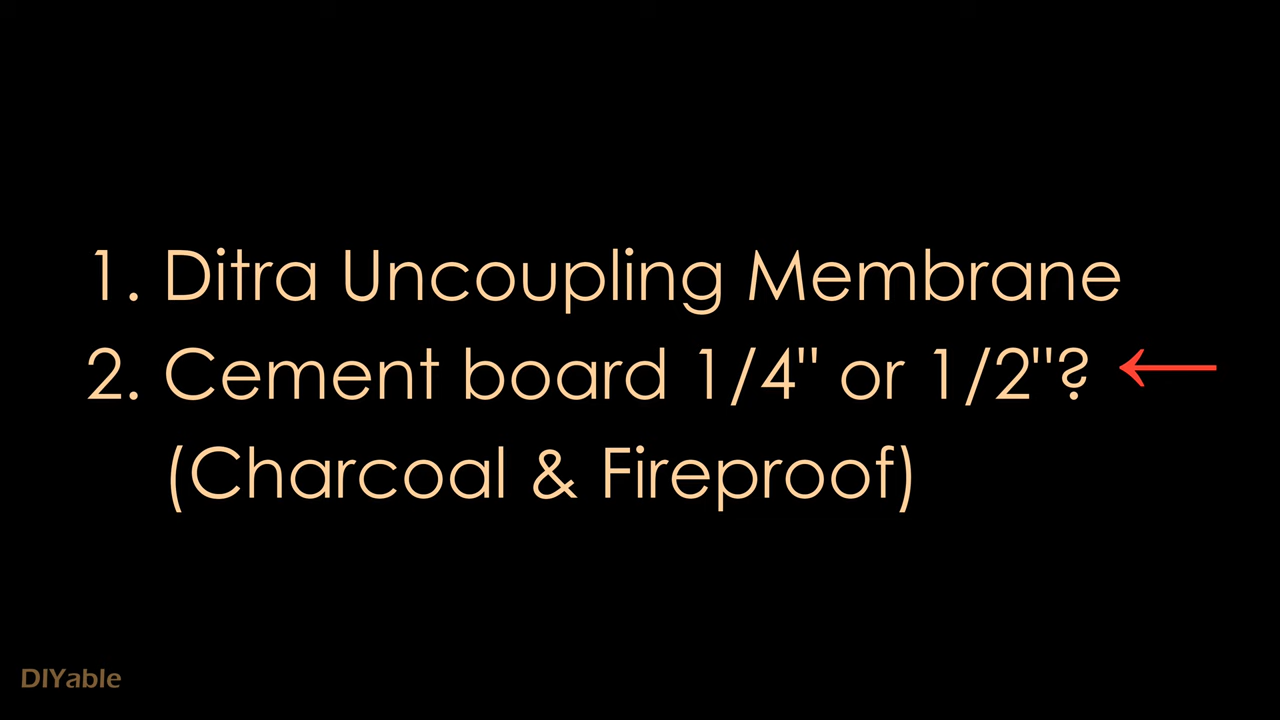 1. Ditra Uncoupling Membrane
2. Cement board 1/4" or 1/2"?
(Charcoal & Fireproof)
DIYable